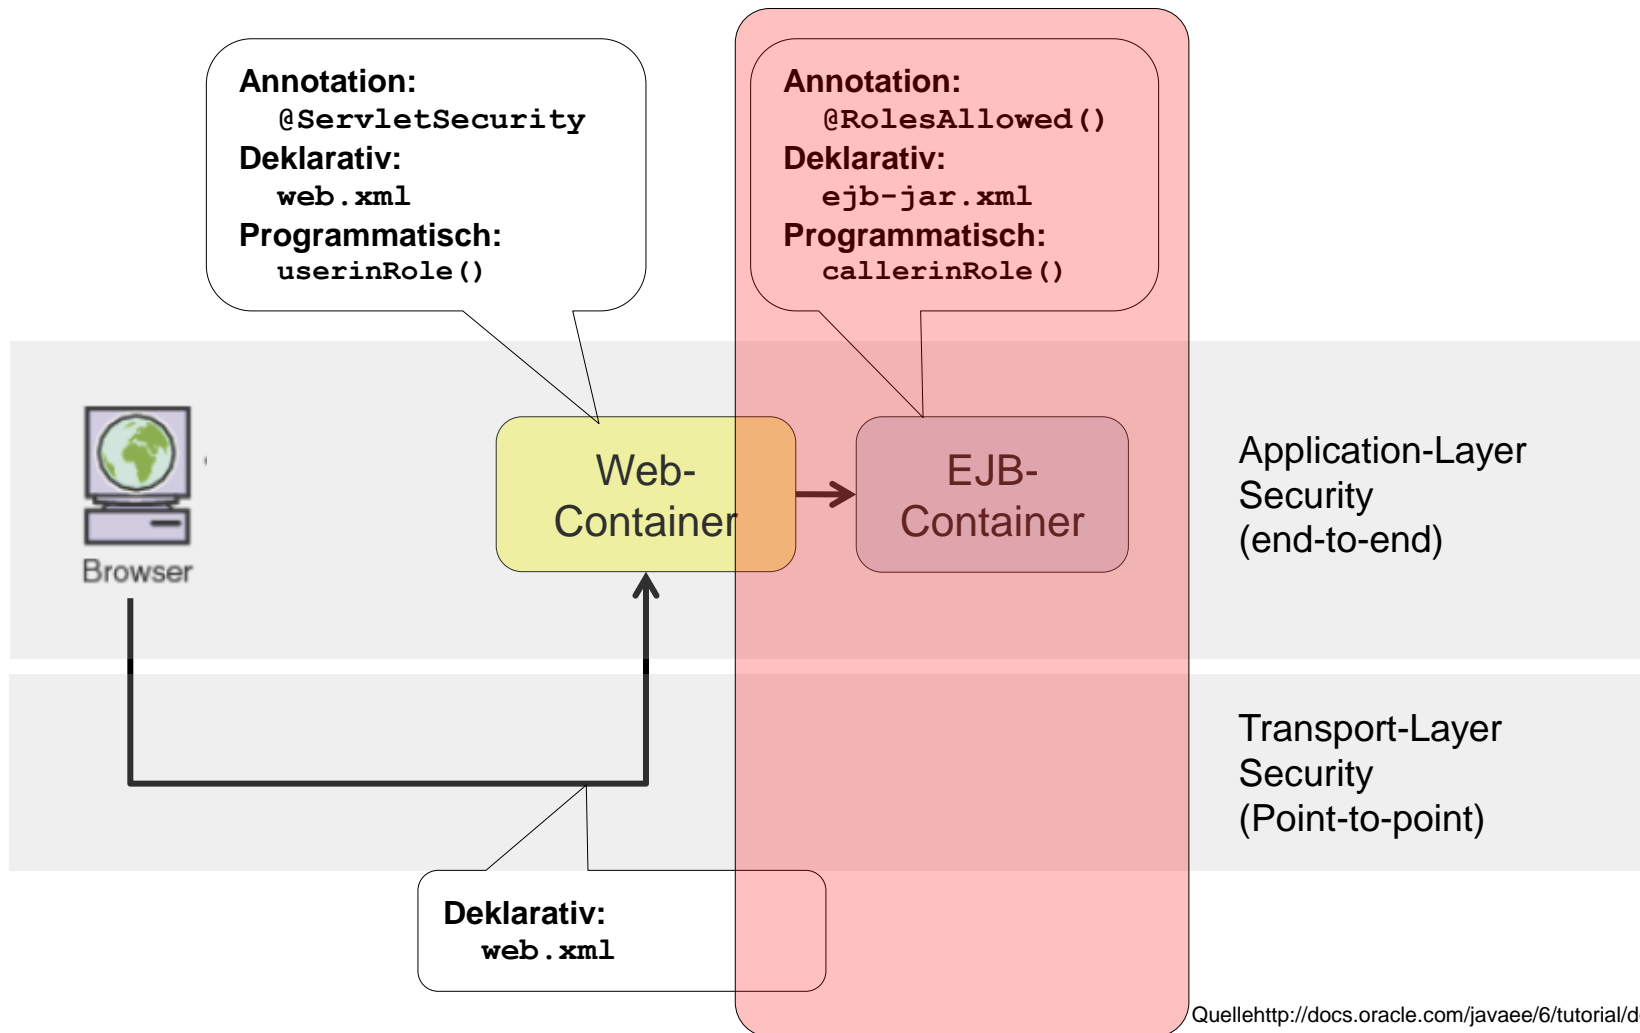 Annotation:
@ServletSecurity
Deklarativ:
web.xml
Programmatisch:
userinRole()
Annotation:
@RolesAllowed()
Deklarativ:
ejb-jar.xml
Programmatisch:
callerinRole()
Browser
Web-
Container
EJB-
Container
Application-Layer
Security
(end-to-end)
Transport-Layer
Security
(Point-to-point)
Deklarativ:
web.xml
Quellehttp://docs.oracle.com/javaee/6/tutorial/d